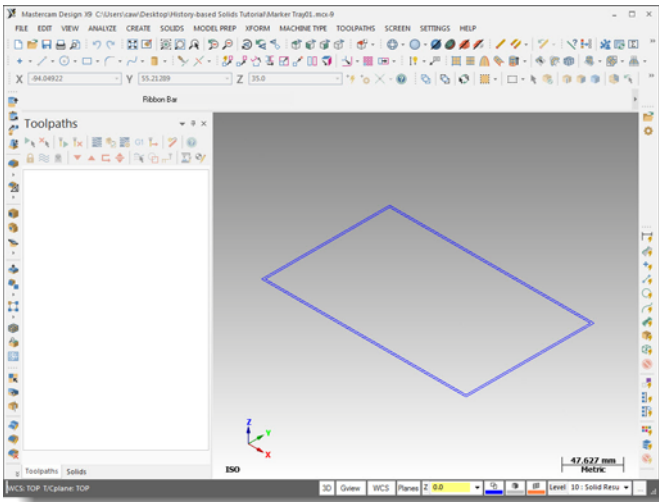 Mastercam Design X9 C:\Users\caw\Desktop\History-based Solids Tutorial\Marker Tray01.mcx-9
FILE EDIT VIEW ANALYZE CREATE SOLIDS MODEL PREP XFORM MACHINE TYPE TOOLPATHS SCREEN SETTINGS HELP
X -94.04922 Y 55.21209 Z 35.0
Ribbon Bar
Toolpaths
Z
Y
X
ISO
47.627 mm
Metric
Toolpaths Solids
WCS: TOP T/Cplane: TOP 3D Gview WCS Planes Z 0.0 Level 10 : Solid Resu